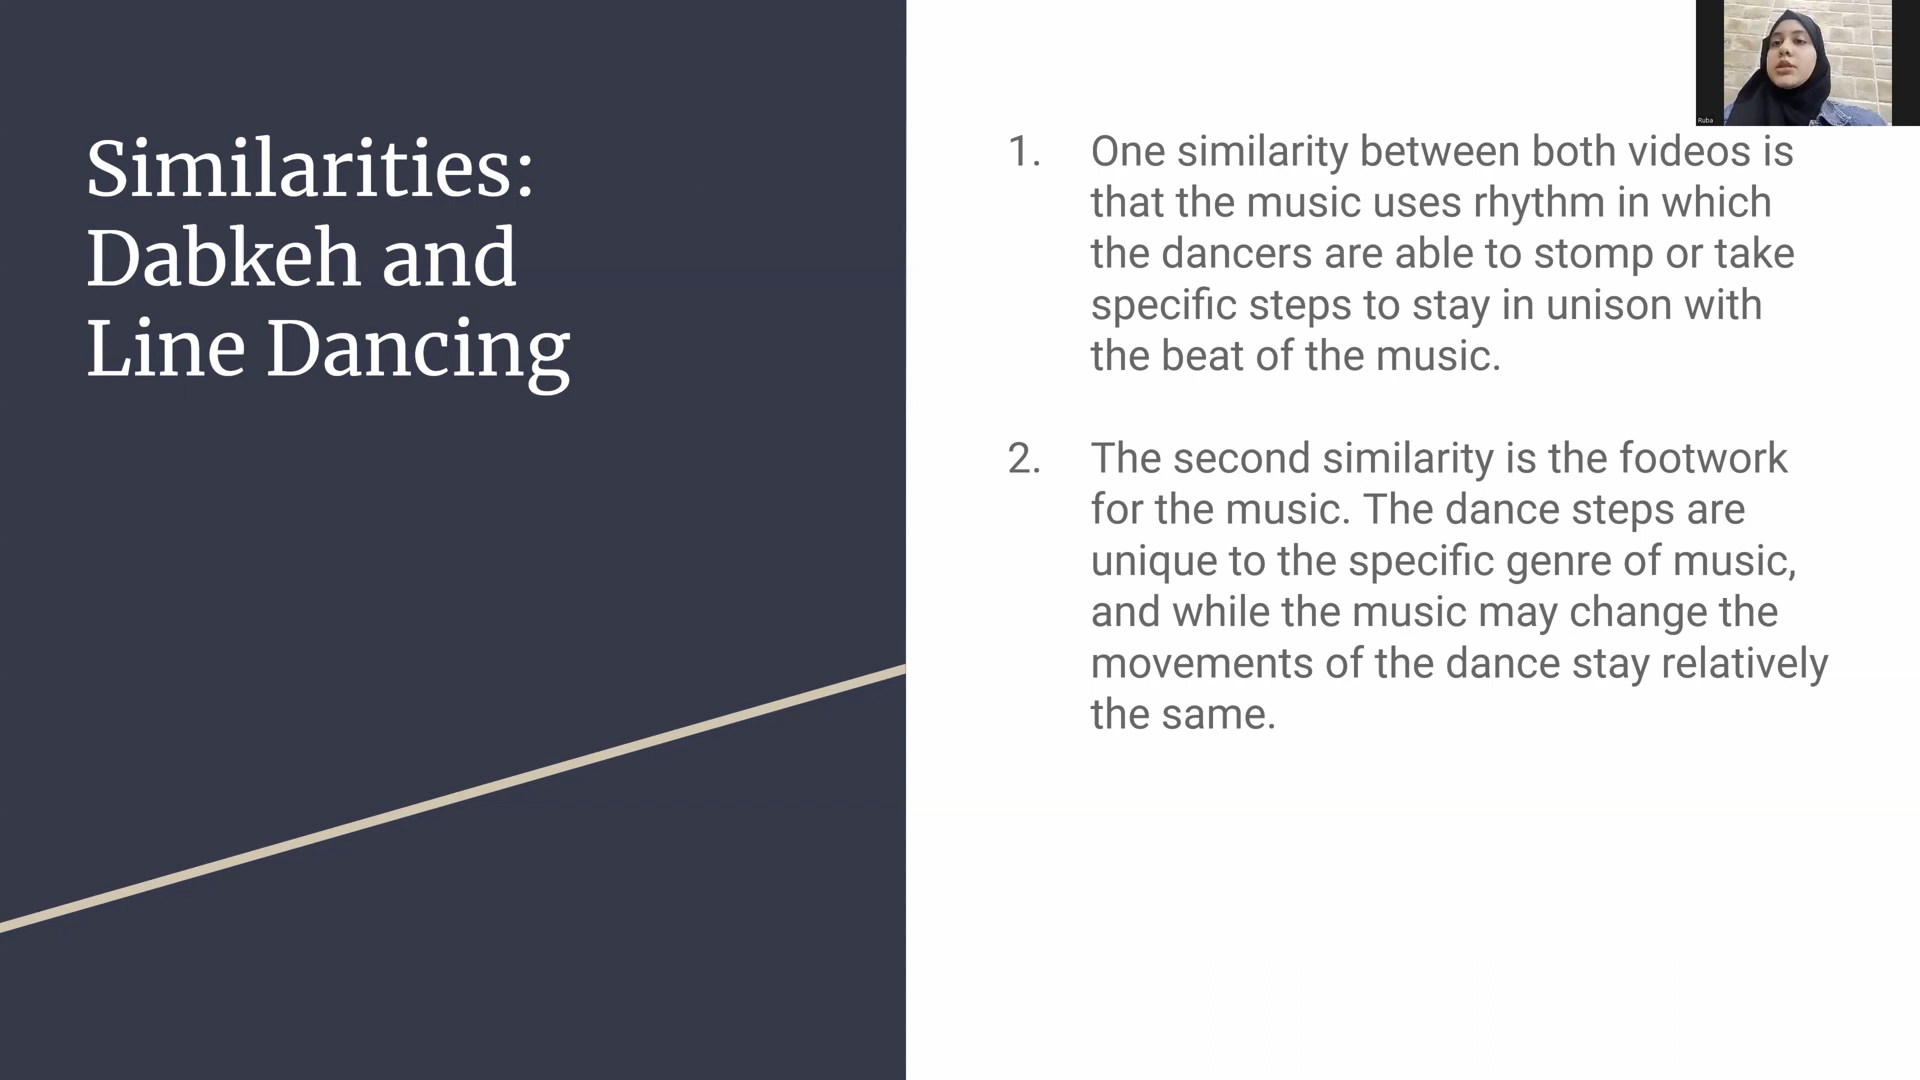 Similarities:
Dabkeh and
Line Dancing
1. One similarity between both videos is
that the music uses rhythm in which
the dancers are able to stomp or take
specific steps to stay in unison with
the beat of the music.
2. The second similarity is the footwork
for the music. The dance steps are
unique to the specific genre of music,
and while the music may change the
movements of the dance stay relatively
the same.
Ruba